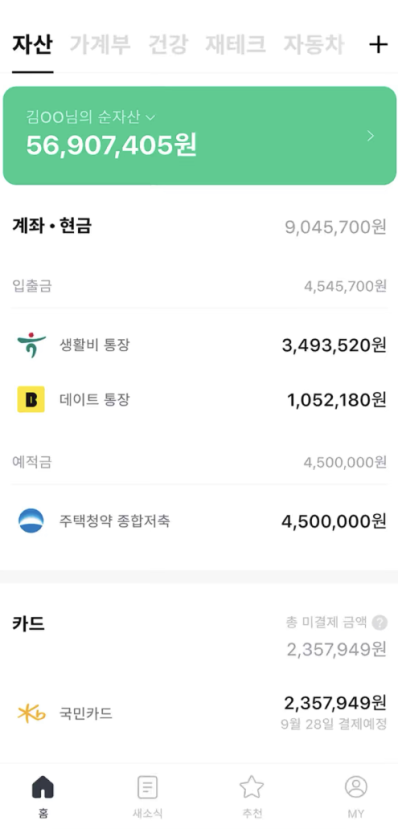 자산 가계부 건강 재테크 자동차 +
김OO님의 순자산
56,907,405원
계좌 • 현금 9,045,700원
입출금 4,545,700원
생활비 통장 3,493,520원
B 데이트 통장 1,052,180원
예적금 4,500,000원
주택청약 종합저축 4,500,000원
카드 총 미결제 금액 ?
2,357,949원
국민카드 2,357,949원
9월 28일 결제예정
홈 새소식 추천 MY